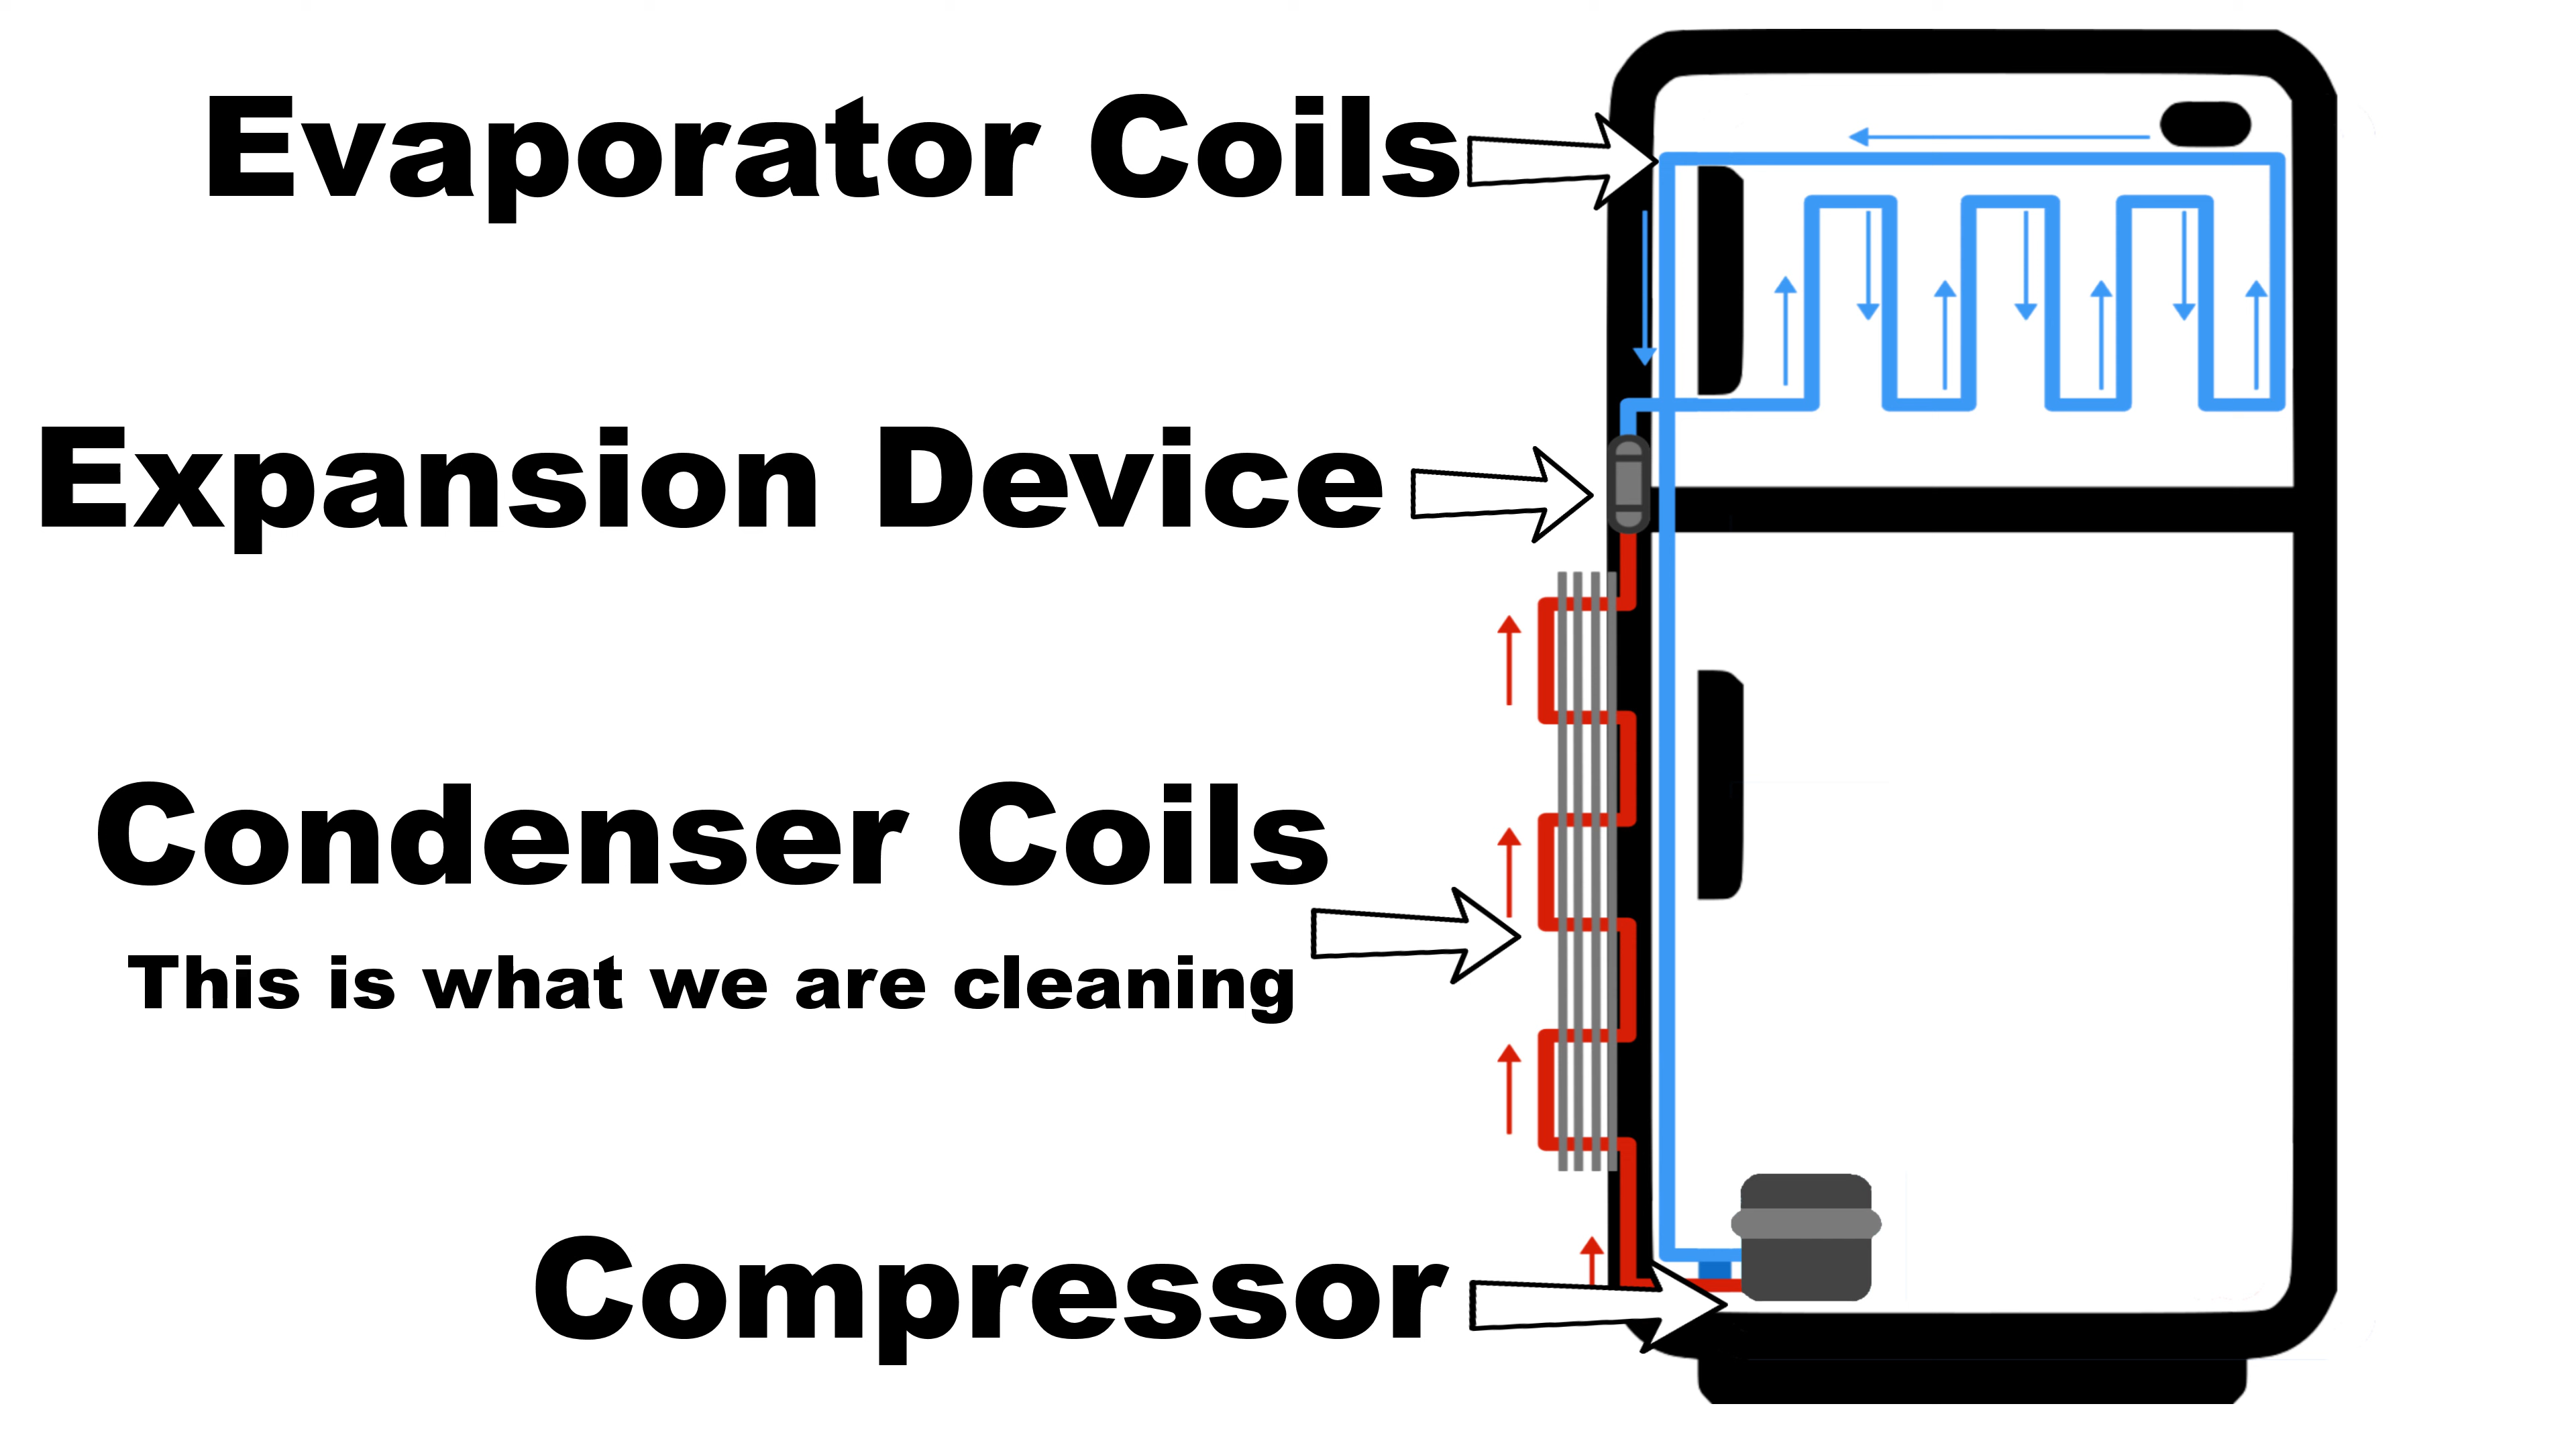 Evaporator Coils
Expansion Device
Condenser Coils
This is what we are cleaning
Compressor